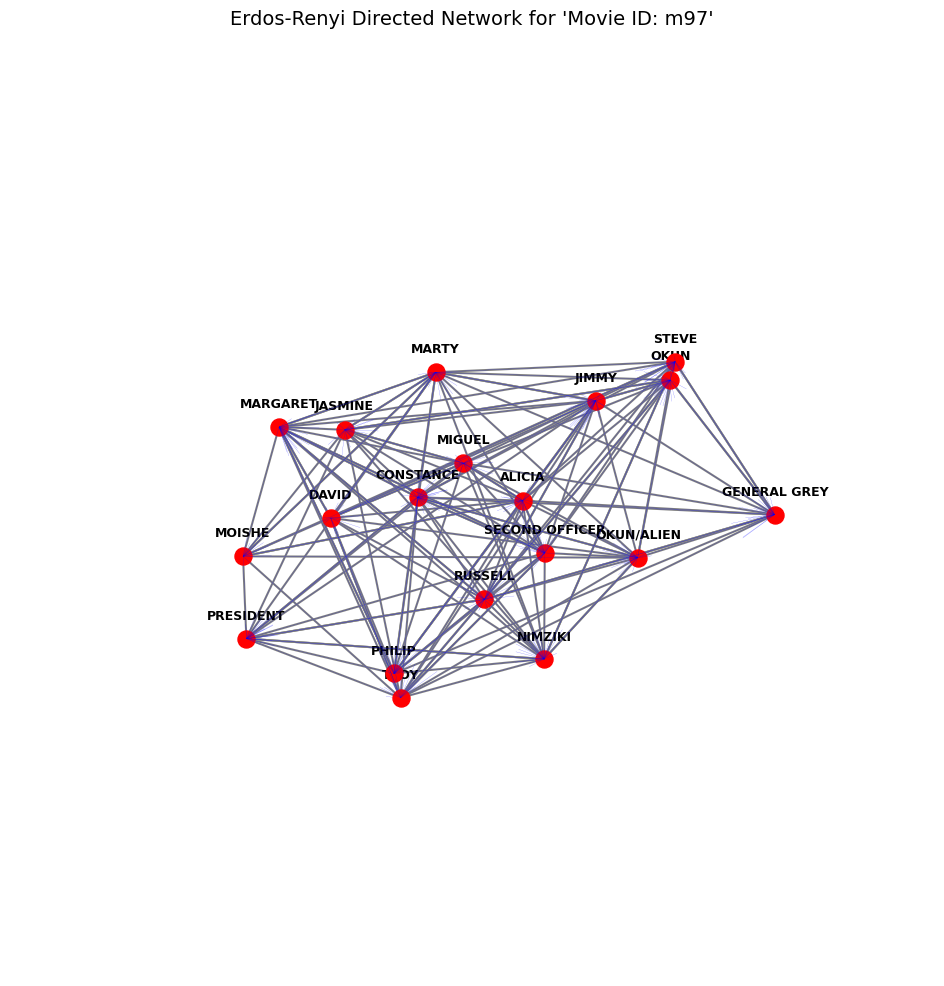 Erdos-Renyi Directed Network for 'Movie ID: m97'
STEVE
MARTY
OKUN
JIMMY
MARGARET
JASMINE
MIGUEL
CONSTANCE
ALICIA
GENERAL GREY
DAVID
SECOND OFFICER
OKUN/ALIEN
MOISHE
RUSSELL
PRESIDENT
NIMZIKI
PHILIP